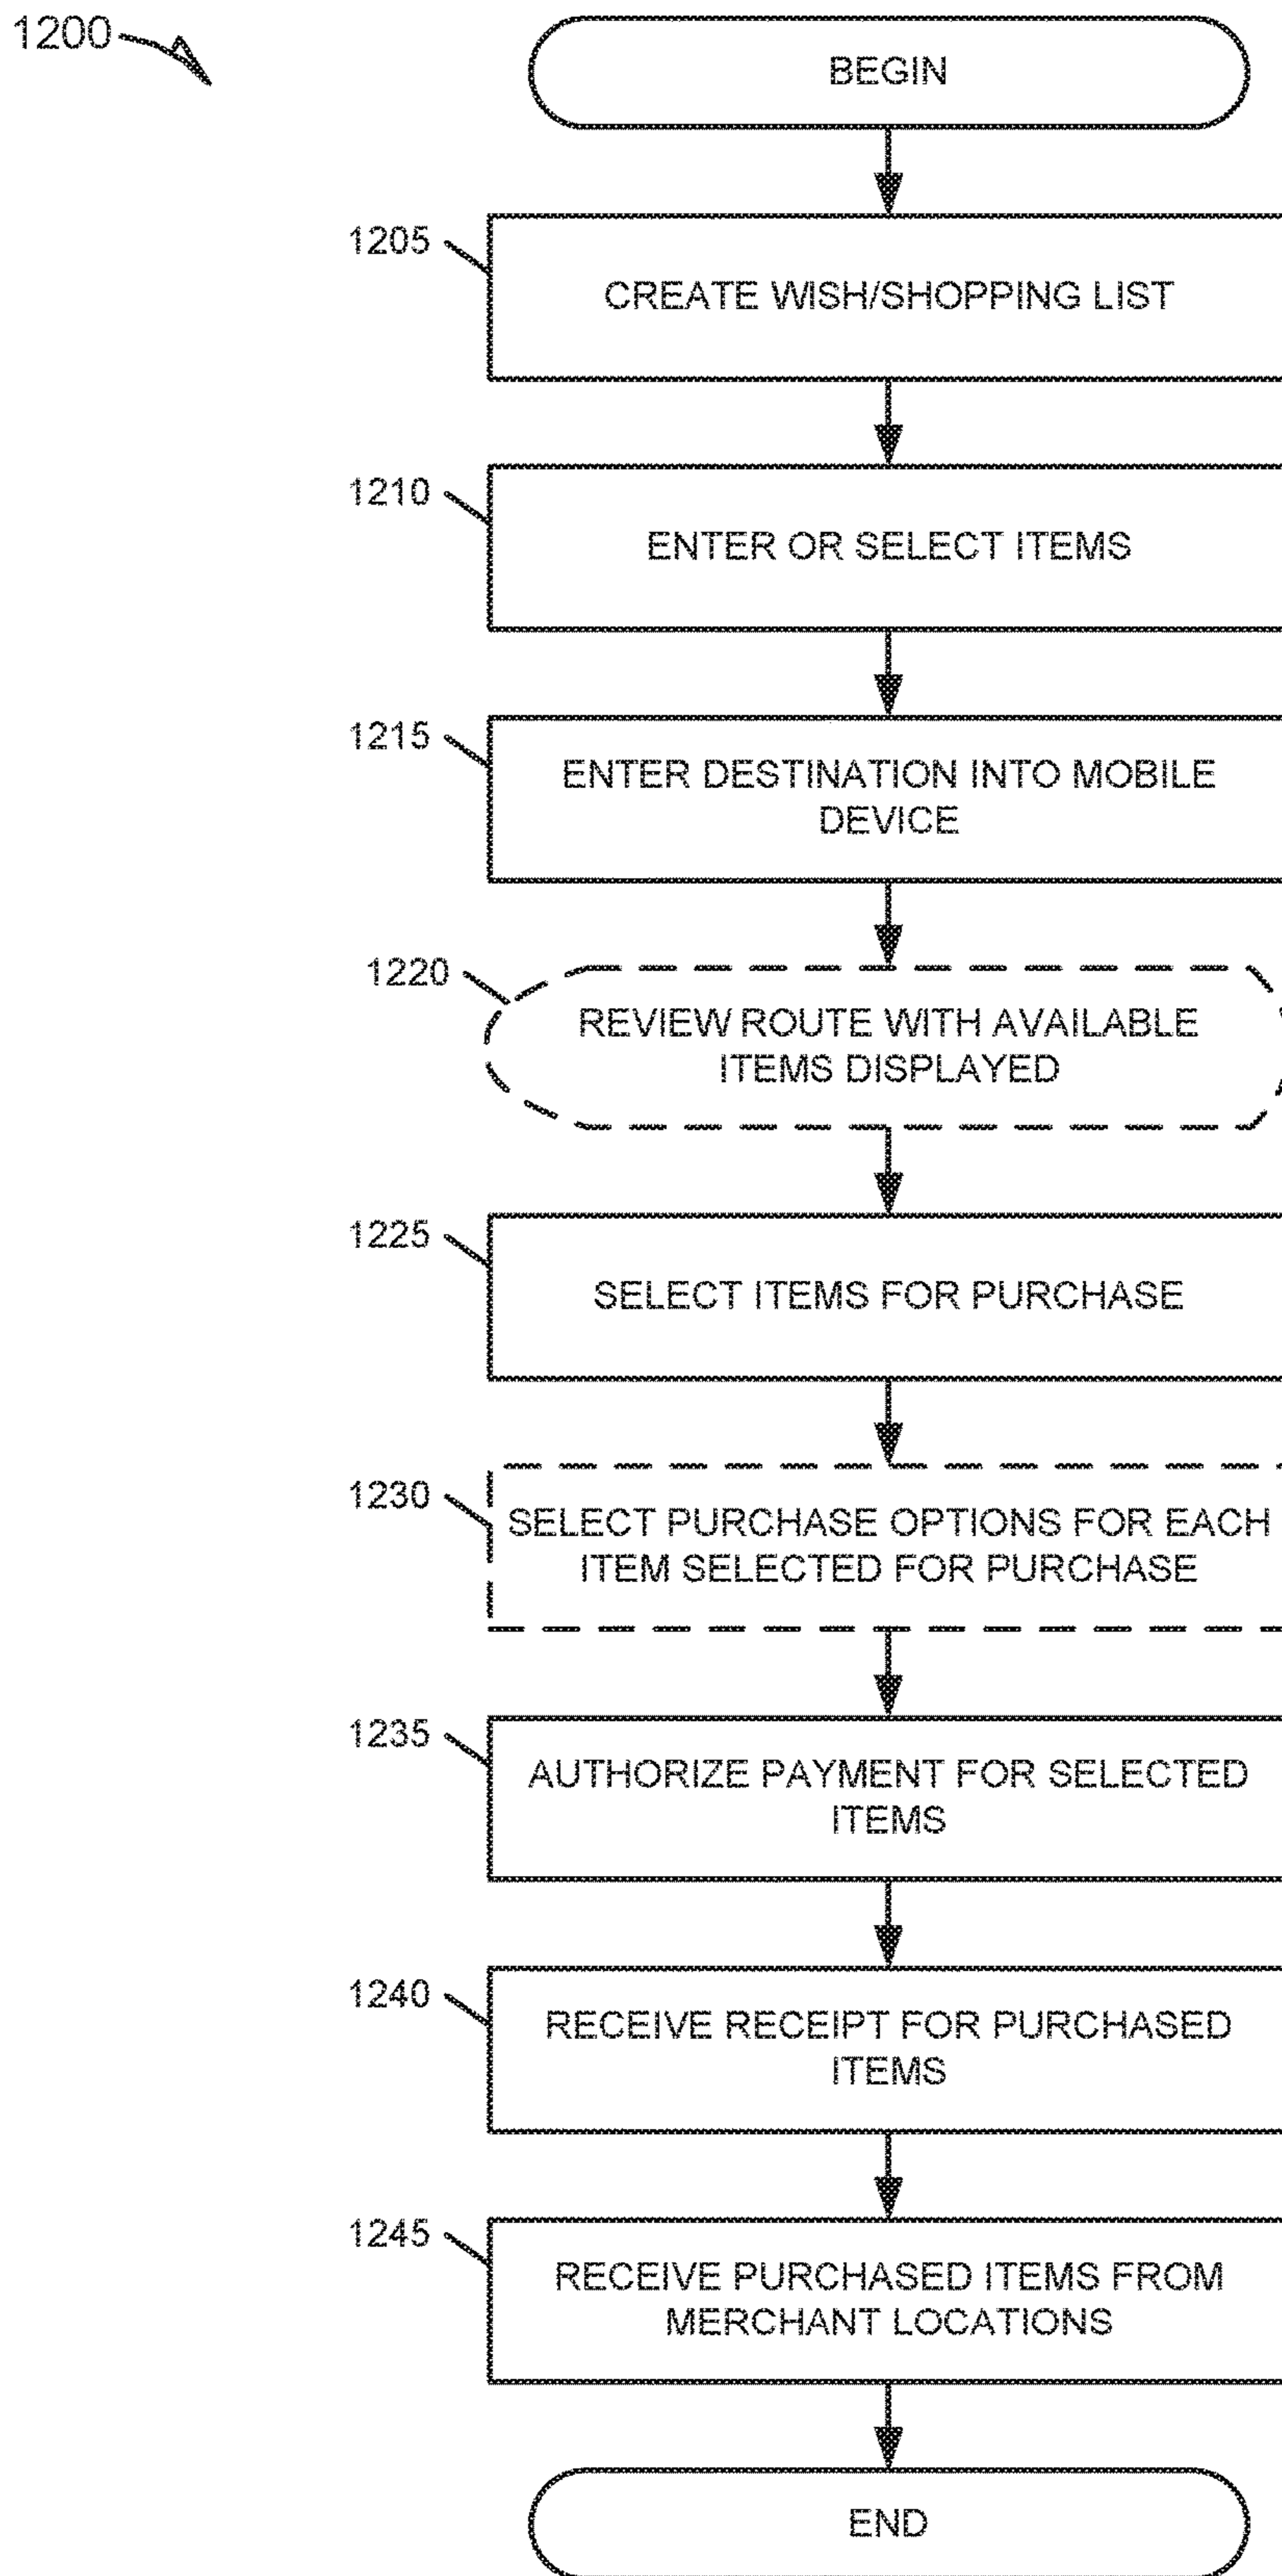 1200
BEGIN
1205
CREATE WISH/SHOPPING LIST
1210
ENTER OR SELECT ITEMS
1215
ENTER DESTINATION INTO MOBILE
DEVICE
1220
REVIEW ROUTE WITH AVAILABLE
ITEMS DISPLAYED
1225
SELECT ITEMS FOR PURCHASE
1230
SELECT PURCHASE OPTIONS FOR EACH
ITEM SELECTED FOR PURCHASE
1235
AUTHORIZE PAYMENT FOR SELECTED
ITEMS
1240
RECEIVE RECEIPT FOR PURCHASED
ITEMS
1245
RECEIVE PURCHASED ITEMS FROM
MERCHANT LOCATIONS
END